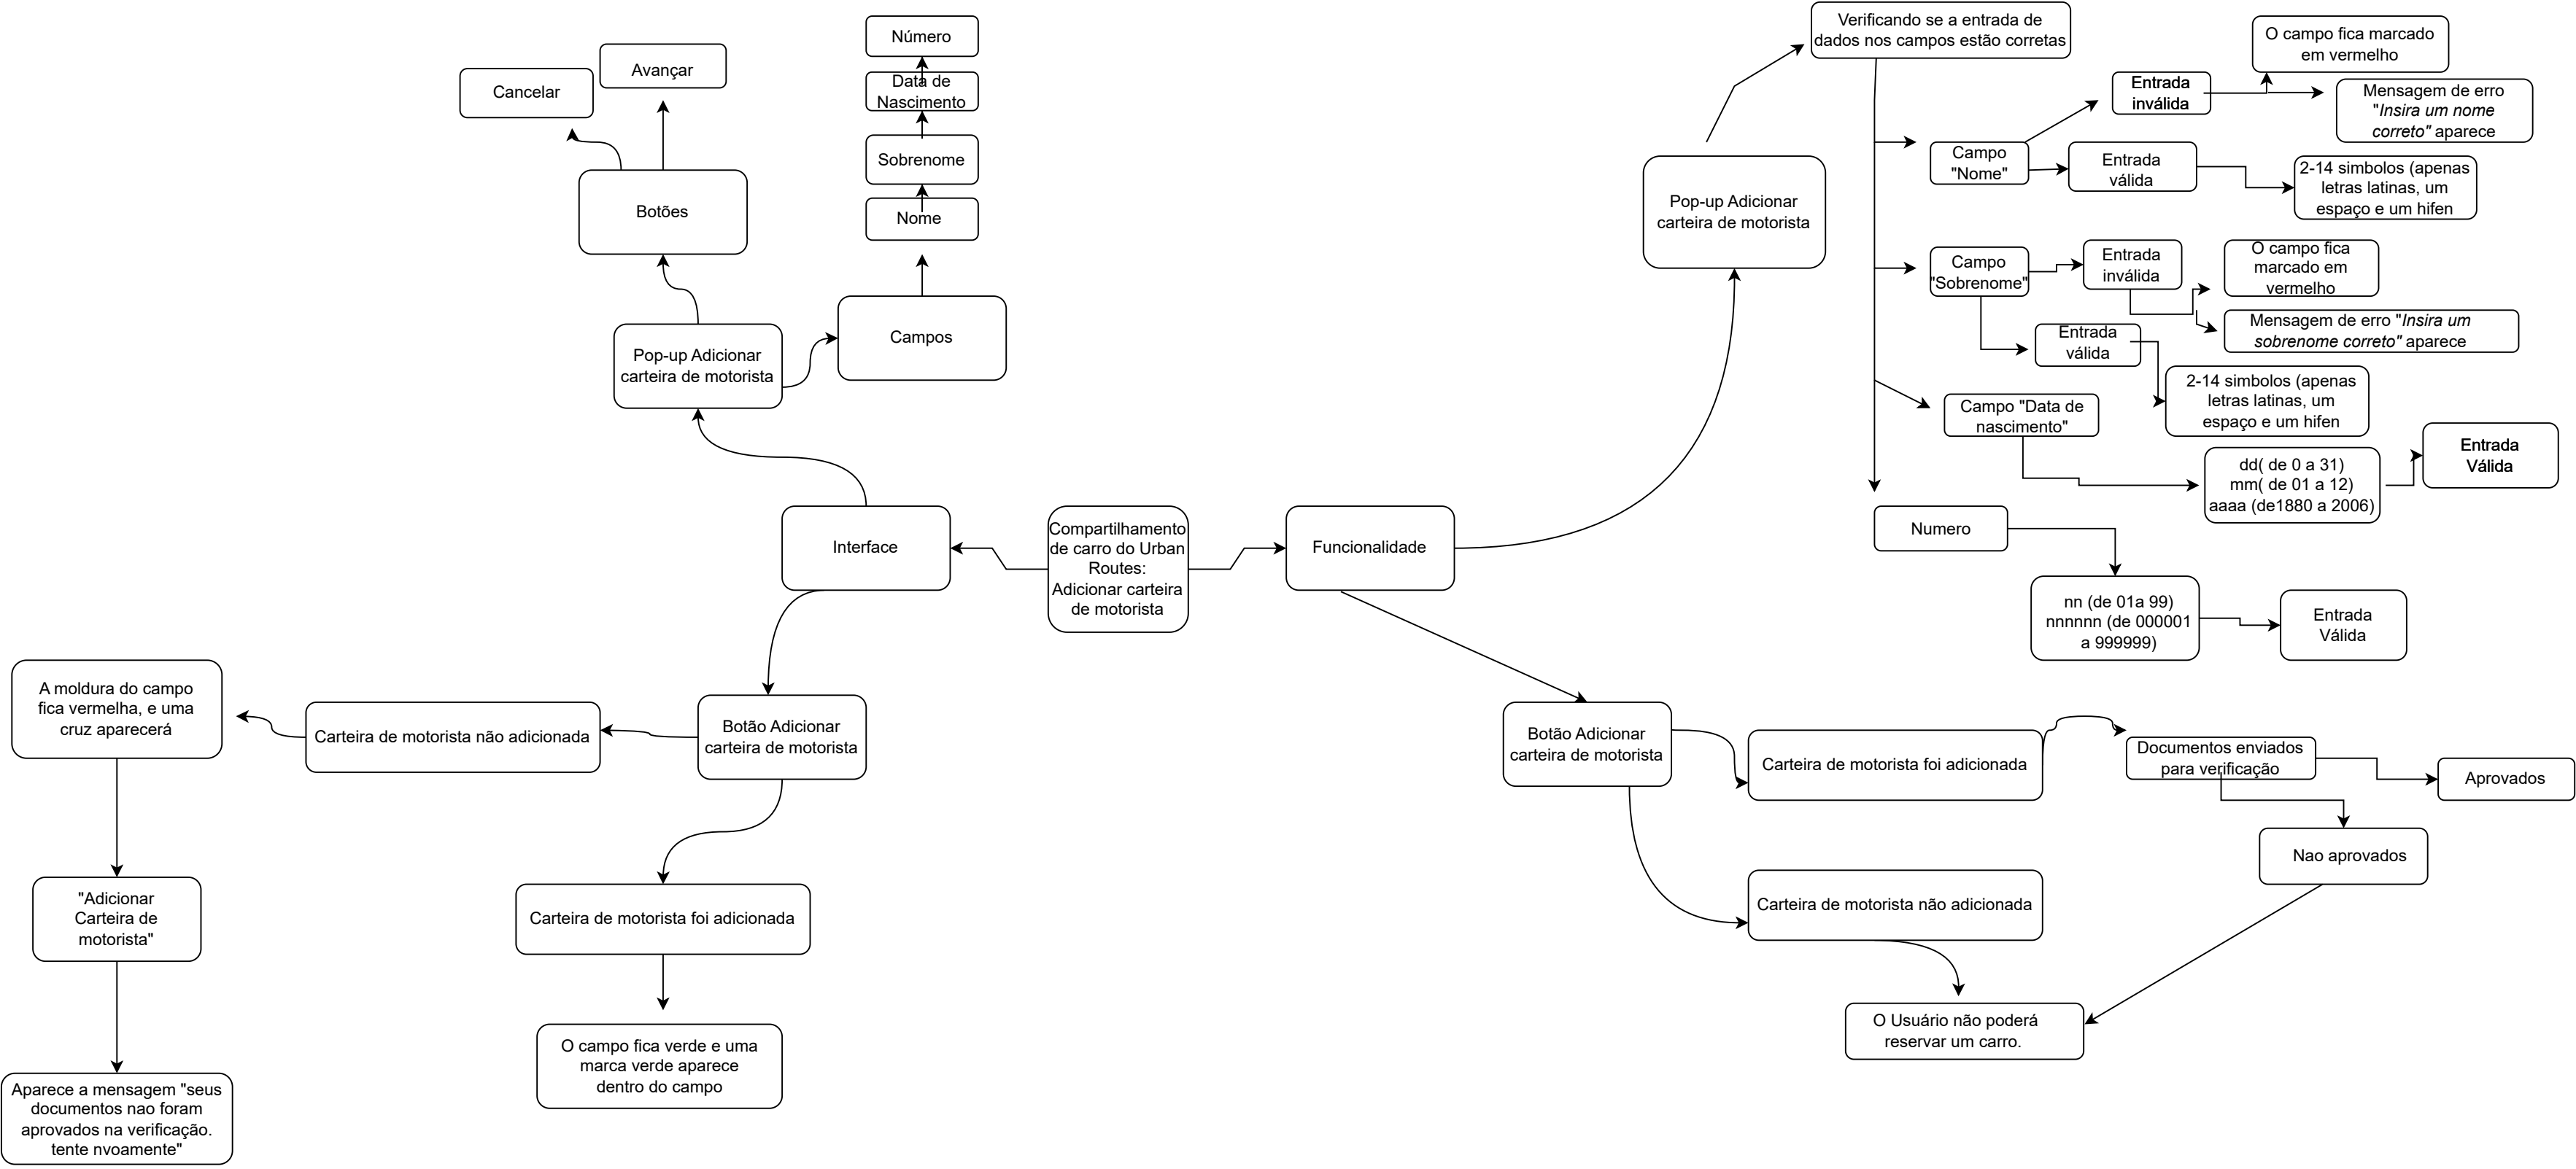 Número
Data de
Nascimento
Sobrenome
Nome
Avançar
Cancelar
Botões
Campos
Pop-up Adicionar
carteira de motorista
Interface
Compartilhamento
de carro do Urban
Routes:
Adicionar carteira
de motorista
Funcionalidade
Pop-up Adicionar
carteira de motorista
Verificando se a entrada de
dados nos campos estão corretas
Campo
"Nome"
Entrada
inválida
O campo fica marcado
em vermelho
Mensagem de erro
"Insira um nome
correto" aparece
Entrada
válida
2-14 simbolos (apenas
letras latinas, um
espaço e um hifen
Campo
"Sobrenome"
Entrada
inválida
O campo fica
marcado em
vermelho
Mensagem de erro "Insira um
sobrenome correto" aparece
Entrada
válida
2-14 simbolos (apenas
letras latinas, um
espaço e um hifen
Campo "Data de
nascimento"
dd( de 0 a 31)
mm( de 01 a 12)
aaaa (de1880 a 2006)
Entrada
Válida
Numero
nn (de 01a 99)
nnnnnn (de 000001
a 999999)
Entrada
Válida
A moldura do campo
fica vermelha, e uma
cruz aparecerá
Carteira de motorista não adicionada
Botão Adicionar
carteira de motorista
"Adicionar
Carteira de
motorista"
Carteira de motorista foi adicionada
O campo fica verde e uma
marca verde aparece
dentro do campo
Aparece a mensagem "seus
documentos nao foram
aprovados na verificação.
tente nvoamente"
Botão Adicionar
carteira de motorista
Carteira de motorista foi adicionada
Documentos enviados
para verificação
Aprovados
Nao aprovados
Carteira de motorista não adicionada
O Usuário não poderá
reservar um carro.